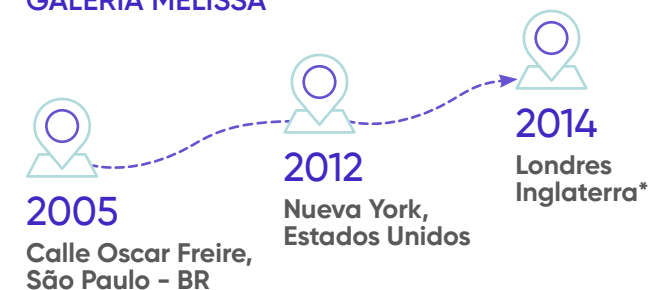 GALERIA MELISSA
2005
Calle Oscar Freire,
São Paulo - BR
2012
Nueva York,
Estados Unidos
2014
Londres
Inglaterra*